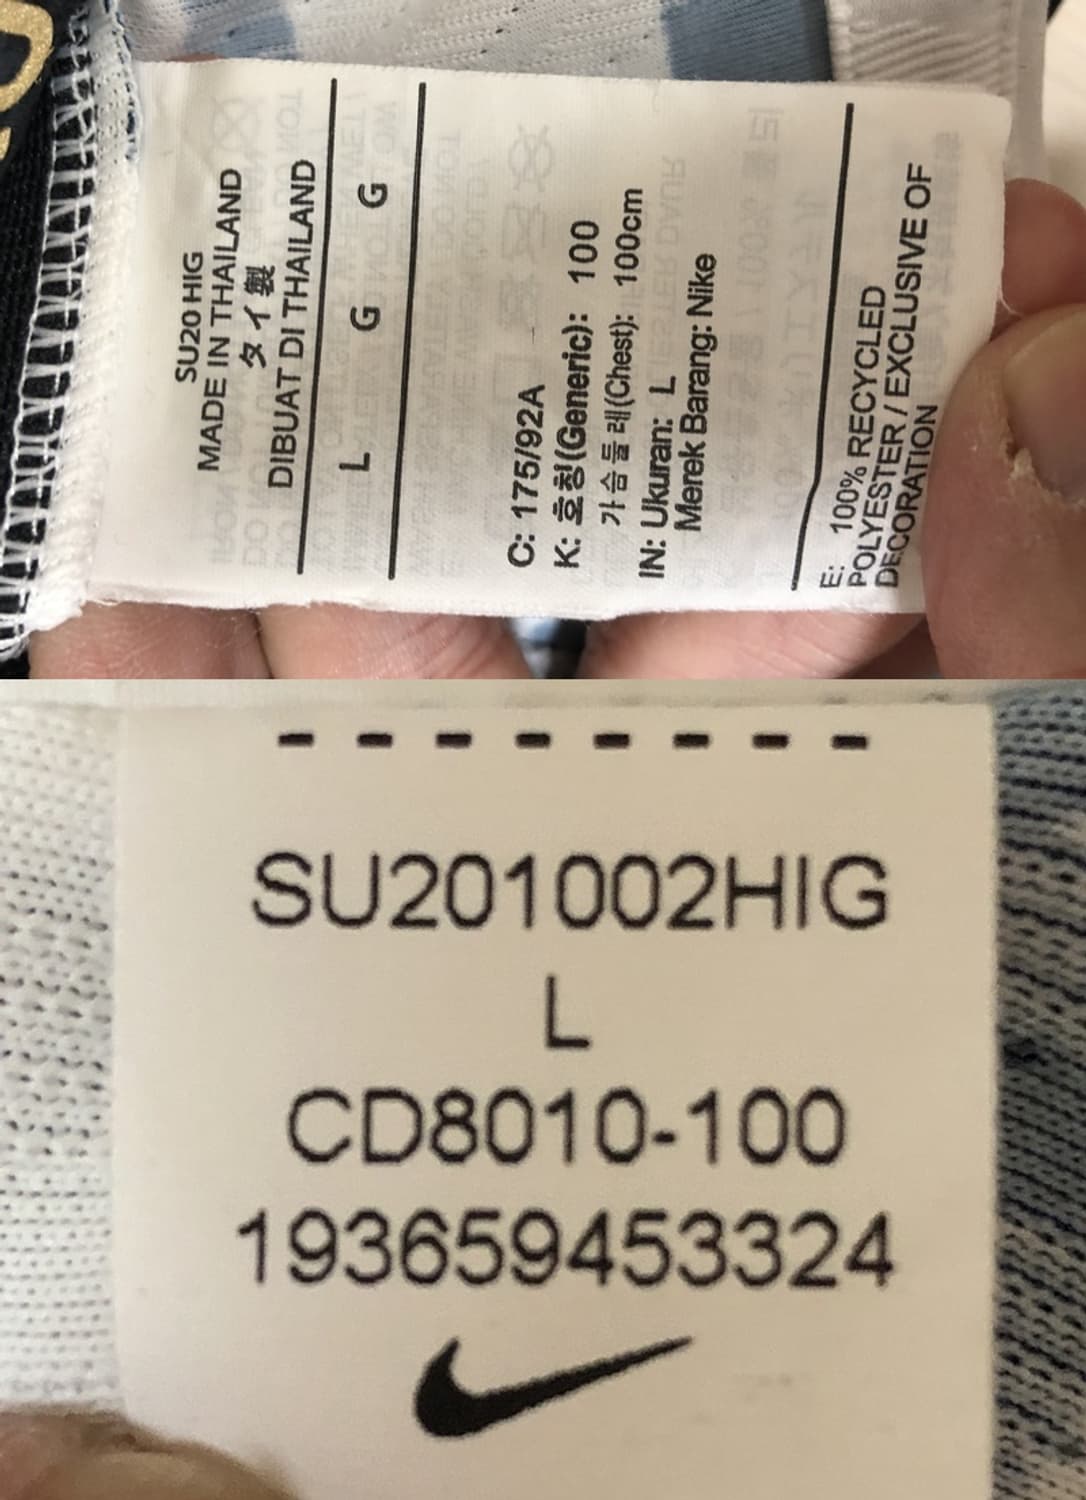 SU20 HIG
MADE IN THAILAND
タイ製
DIBUAT DI THAILAND
L G G
C: 175/92A
K: 호칭(Generic): 100
가슴둘레(Chest): 100cm
IN: Ukuran: L
Merek Barang: Nike
E: 100% RECYCLED
POLYESTER / EXCLUSIVE OF
DECORATION
SU201002HIG
L
CD8010-100
193659453324